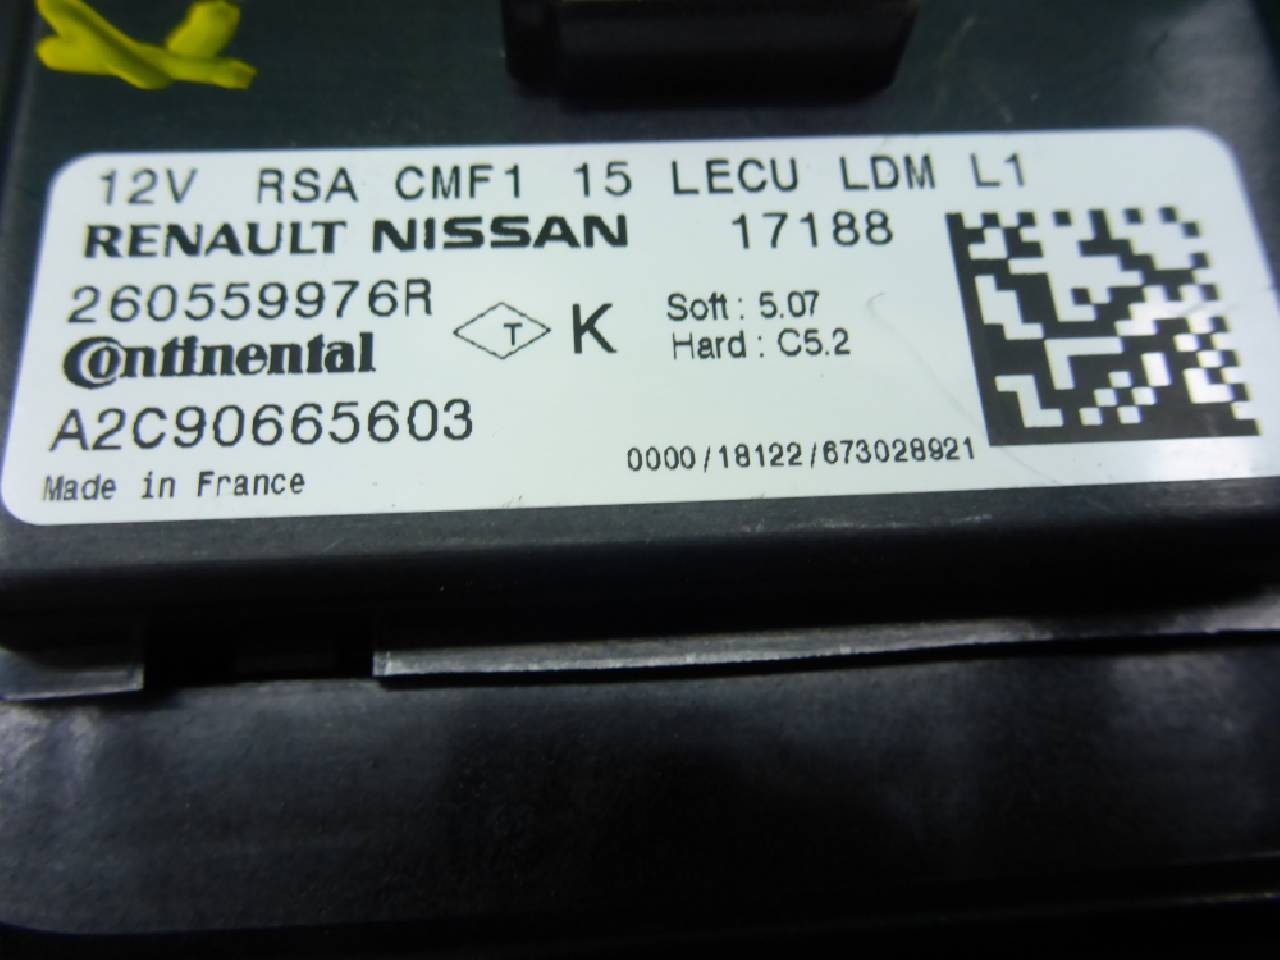 12V RSA CMF1 15 LECU LDM L1
RENAULT NISSAN 17188
260559976R
T K
Soft : 5.07
Hard : C5.2
Continental
A2C90665603
0000/18122/673028921
Made in France